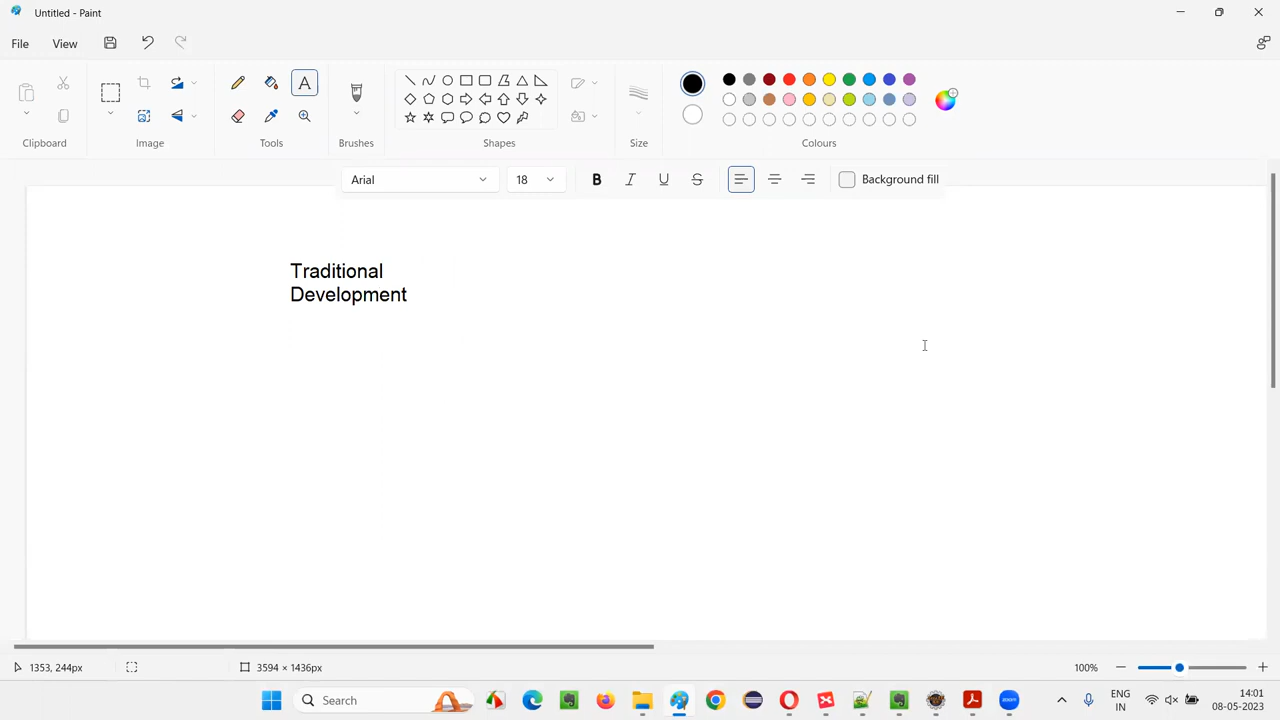 Untitled - Paint
File
View
Clipboard
Image
Tools
Brushes
Shapes
Size
Colours
Arial
18
B
I
U
S
Background fill
Traditional
Development
1353, 244px
3594 × 1436px
100%
Search
ENG
IN
14:01
08-05-2023